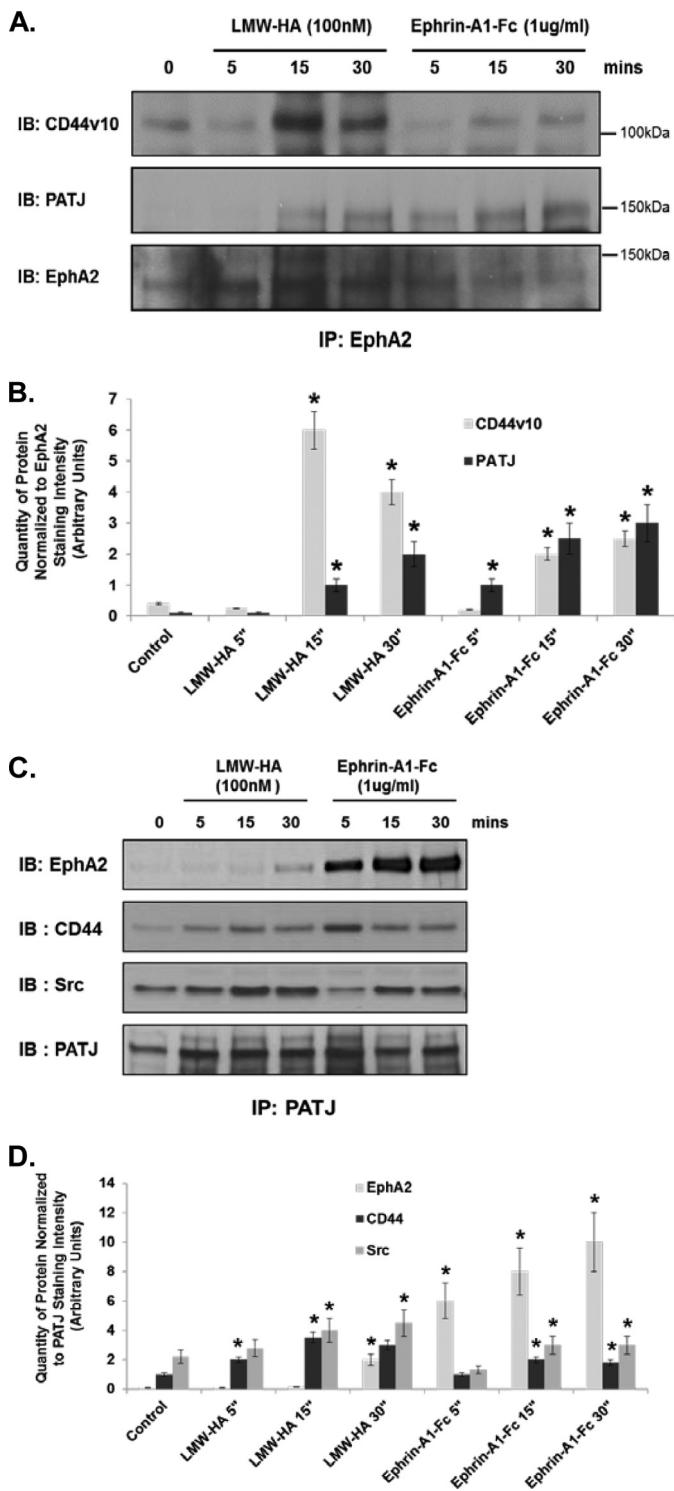 A.
LMW-HA (100nM) Ephrin-A1-Fc (1ug/ml)
0 5 15 30 5 15 30 mins
IB: CD44v10
100kDa
IB: PATJ
150kDa
150kDa
IB: EphA2
IP: EphA2
B.
Quantity of Protein
Normalized to EphA2
Staining Intensity
(Arbitrary Units)
7
6
5
4
3
2
1
0
* * * * * * * * *
CD44v10
PATJ
Control
LMW-HA 5"
LMW-HA 15"
LMW-HA 30"
Ephrin-A1-Fc 5"
Ephrin-A1-Fc 15"
Ephrin-A1-Fc 30"
C.
LMW-HA Ephrin-A1-Fc
(100nM ) (1ug/ml)
0 5 15 30 5 15 30 mins
IB: EphA2
IB : CD44
IB : Src
IB : PATJ
IP: PATJ
D.
Quantity of Protein Normalized
to PATJ Staining Intensity
(Arbitrary Units)
14
12
10
8
6
4
2
0
EphA2
CD44
Src
* * * * * * * * * * * *
Control
LMW-HA 5"
LMW-HA 15"
LMW-HA 30"
Ephrin-A1-Fc 5"
Ephrin-A1-Fc 15"
Ephrin-A1-Fc 30"